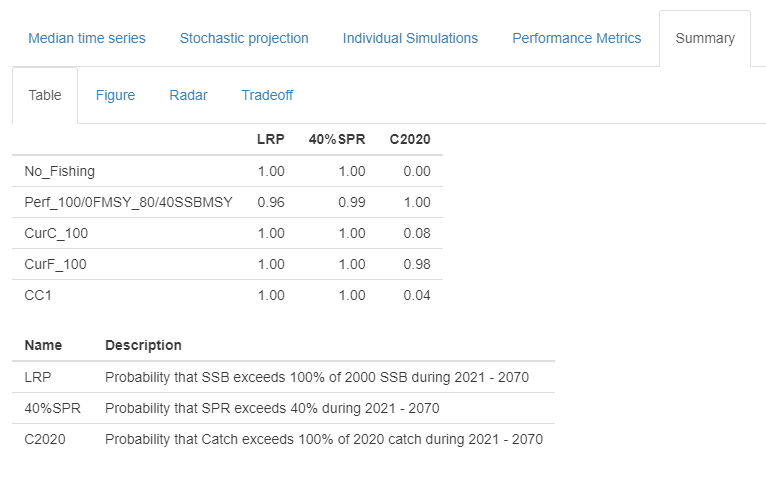 Median time series Stochastic projection Individual Simulations Performance Metrics Summary
Table Figure Radar Tradeoff
LRP 40%SPR C2020
No_Fishing 1.00 1.00 0.00
Perf_100/0FMSY_80/40SSBMSY 0.96 0.99 1.00
CurC_100 1.00 1.00 0.08
CurF_100 1.00 1.00 0.98
CC1 1.00 1.00 0.04
Name Description
LRP Probability that SSB exceeds 100% of 2000 SSB during 2021 - 2070
40%SPR Probability that SPR exceeds 40% during 2021 - 2070
C2020 Probability that Catch exceeds 100% of 2020 catch during 2021 - 2070